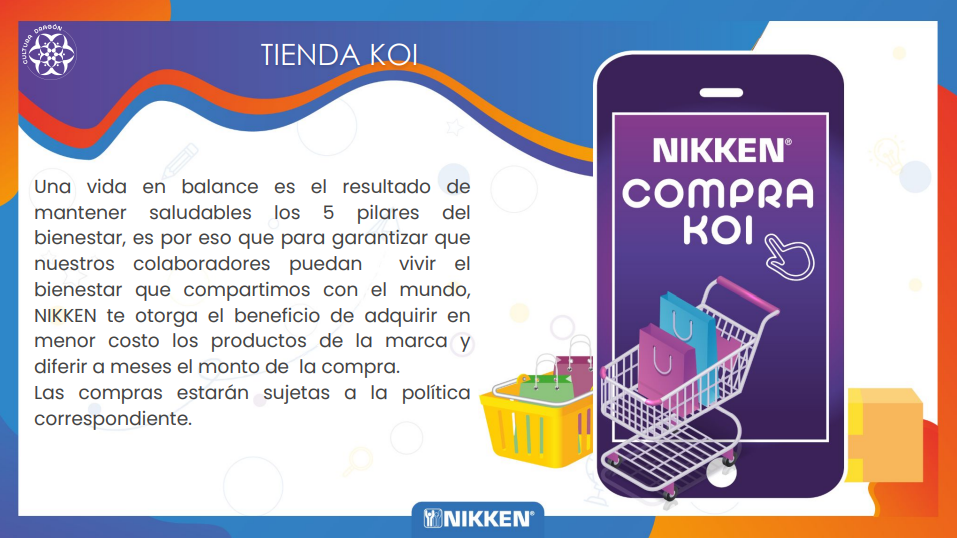 CULTURA DRAGÓN
TIENDA KOI
NIKKEN®
COMPRA
KOI
Una vida en balance es el resultado de
mantener saludables los 5 pilares del
bienestar, es por eso que para garantizar que
nuestros colaboradores puedan vivir el
bienestar que compartimos con el mundo,
NIKKEN te otorga el beneficio de adquirir en
menor costo los productos de la marca y
diferir a meses el monto de la compra.
Las compras estarán sujetas a la política
correspondiente.
NIKKEN®